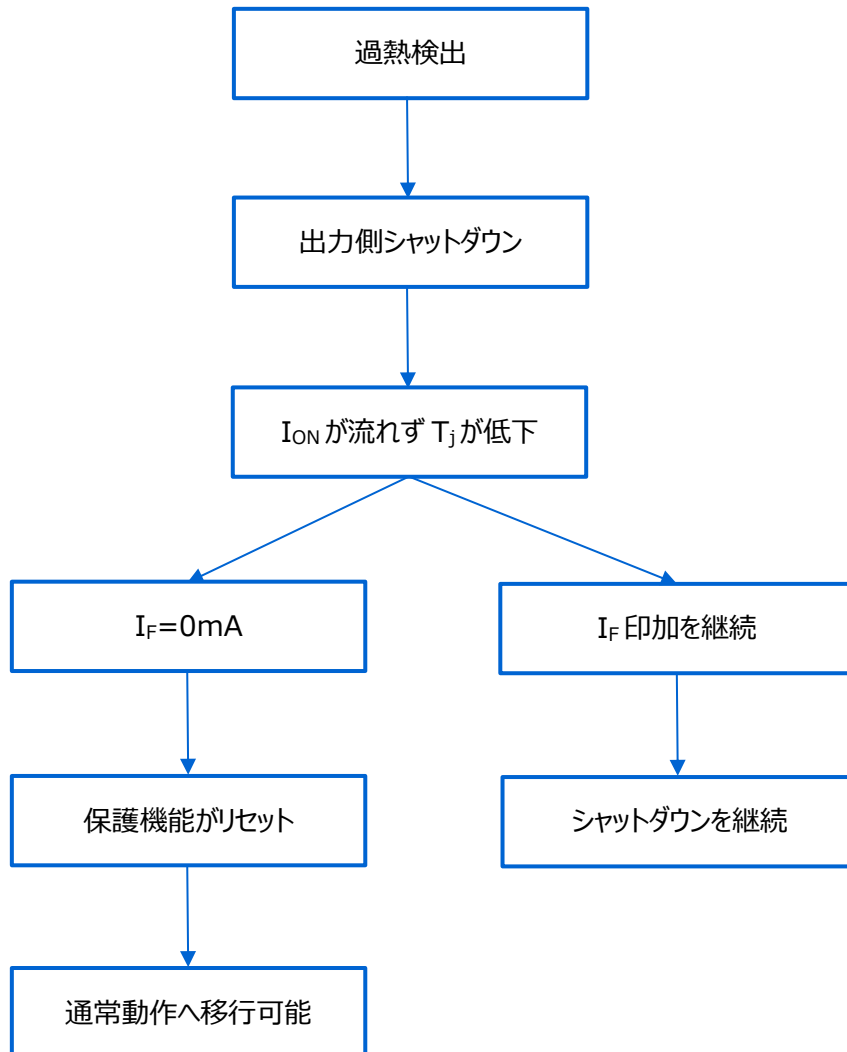 過熱検出
出力側シャットダウン
IONが流れず Tjが低下
IF=0mA
IF印加を継続
保護機能がリセット
シャットダウンを継続
通常動作へ移行可能